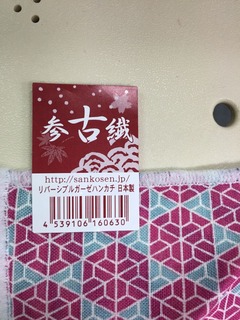 参古繊
http://sankosen.jp/
リバーシブルガーゼハンカチ 日本製
4 539106 160630